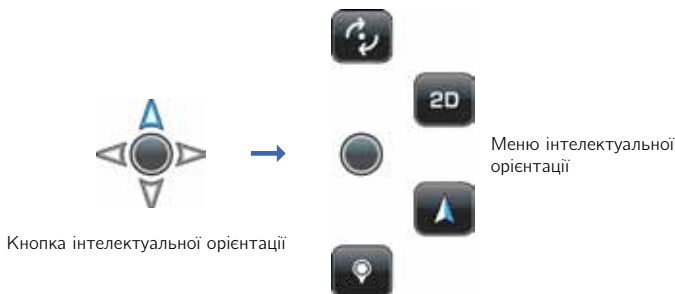 2D
Меню інтелектуальної
орієнтації
Кнопка інтелектуальної орієнтації